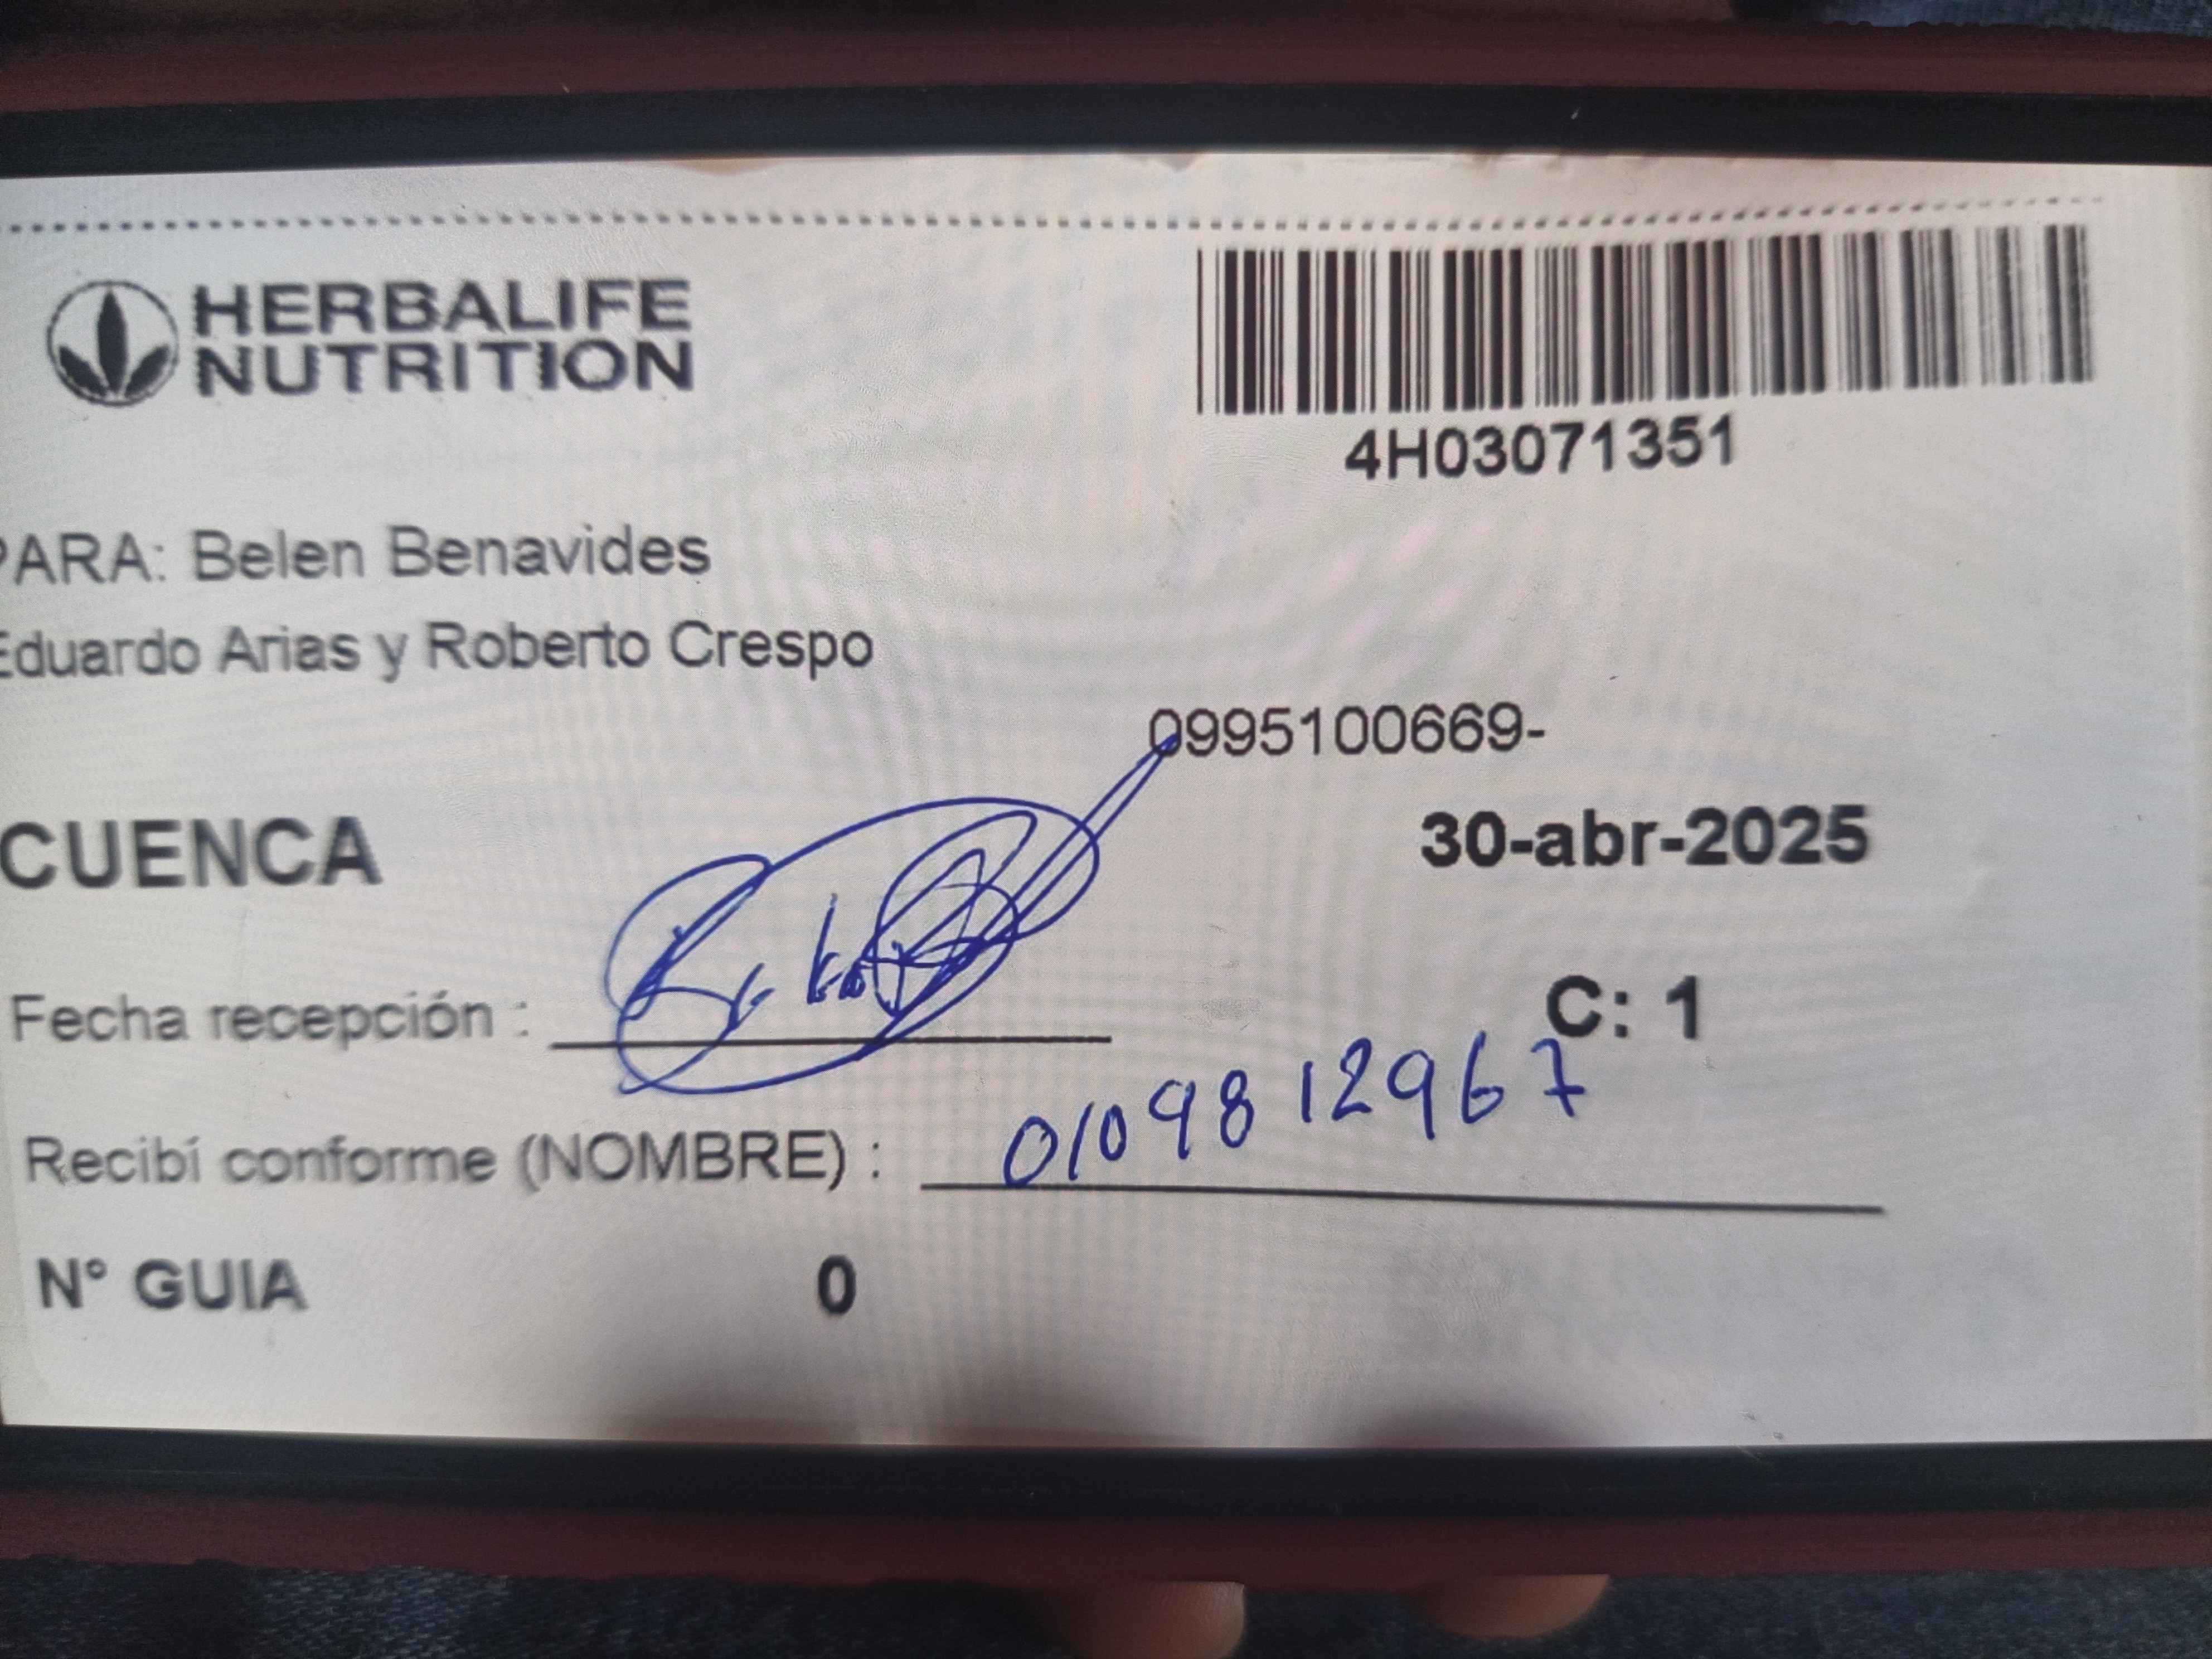 HERBALIFE
NUTRITION
4H03071351
PARA: Belen Benavides
Eduardo Arias y Roberto Crespo
0995100669-
CUENCA
30-abr-2025
Fecha recepción :
C: 1
Recibí conforme (NOMBRE) : 0109812967
N° GUIA 0